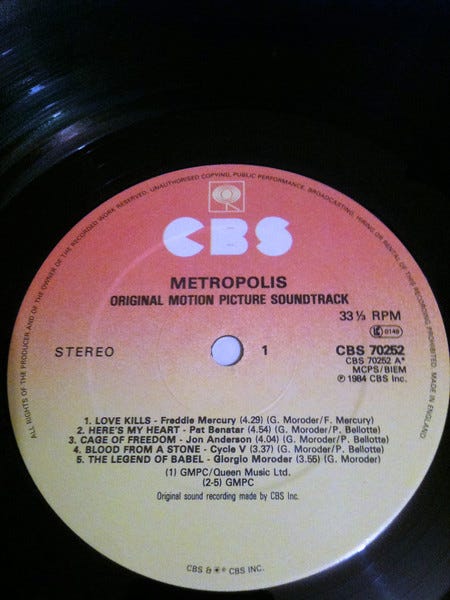 ALL RIGHTS OF THE PRODUCER AND OF THE OWNER OF THE RECORDED WORK RESERVED. UNAUTHORISED COPYING, PUBLIC PERFORMANCE, BROADCASTING, HIRING OR RENTAL OF THIS RECORDING PROHIBITED. MADE IN ENGLAND
CBS
METROPOLIS
ORIGINAL MOTION PICTURE SOUNDTRACK
33⅓ RPM
0149
STEREO
1
CBS 70252
CBS 70252 A*
MCPS/BIEM
℗ 1984 CBS Inc.
1. LOVE KILLS - Freddie Mercury (4.29) (G. Moroder/F. Mercury)
2. HERE'S MY HEART - Pat Benatar (4.54) (G. Moroder/P. Bellotte)
3. CAGE OF FREEDOM - Jon Anderson (4.04) (G. Moroder/P. Bellotte)
4. BLOOD FROM A STONE - Cycle V (3.37) (G. Moroder/P. Bellotte)
5. THE LEGEND OF BABEL - Giorgio Moroder (3.55) (G. Moroder)
(1) GMPC/Queen Music Ltd.
(2-5) GMPC
Original sound recording made by CBS Inc.
CBS & CBS INC.